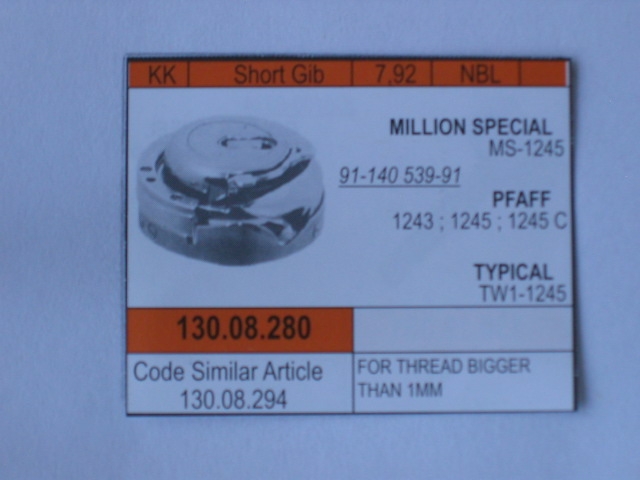 KK Short Gib 7,92 NBL
MILLION SPECIAL
MS-1245
91-140 539-91
PFAFF
1243 ; 1245 ; 1245 C
TYPICAL
TW1-1245
130.08.280
Code Similar Article
130.08.294
FOR THREAD BIGGER
THAN 1MM